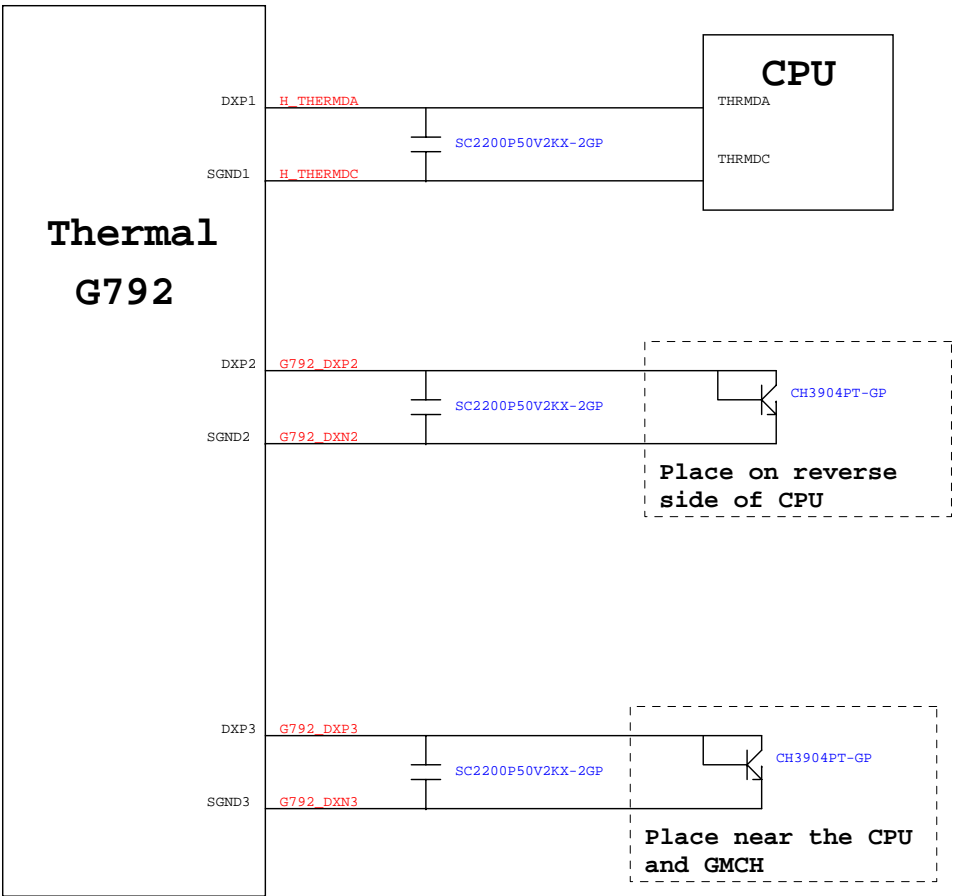 CPU
DXP1 H_THERMDA THRMDA
SC2200P50V2KX-2GP
THRMDC
SGND1 H_THERMDC
Thermal
G792
DXP2 G792_DXP2
CH3904PT-GP
SC2200P50V2KX-2GP
SGND2 G792_DXN2
Place on reverse
side of CPU
DXP3 G792_DXP3
CH3904PT-GP
SC2200P50V2KX-2GP
SGND3 G792_DXN3
Place near the CPU
and GMCH